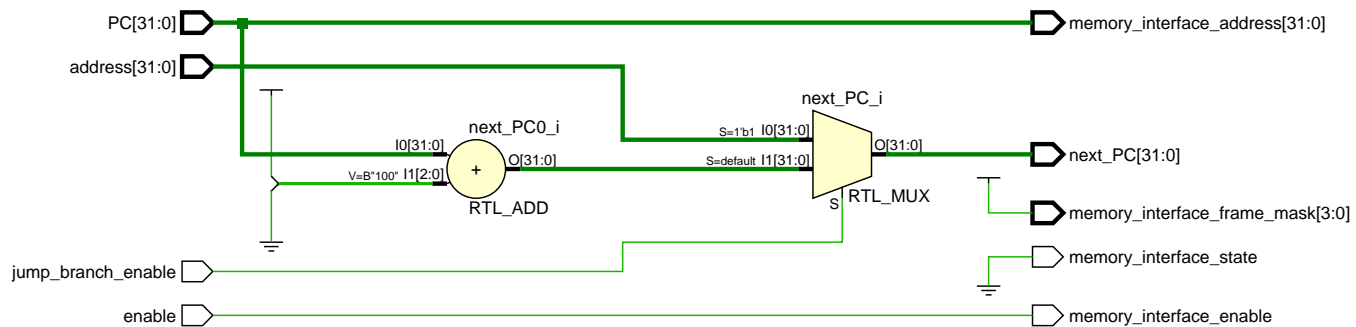 PC[31:0]
memory_interface_address[31:0]
address[31:0]
next_PC_i
next_PC0_i
S=1'b1 I0[31:0]
I0[31:0]
O[31:0]
O[31:0]
S=default I1[31:0]
next_PC[31:0]
+
V=B"100" I1[2:0]
RTL_ADD
S
RTL_MUX
memory_interface_frame_mask[3:0]
memory_interface_state
jump_branch_enable
enable
memory_interface_enable